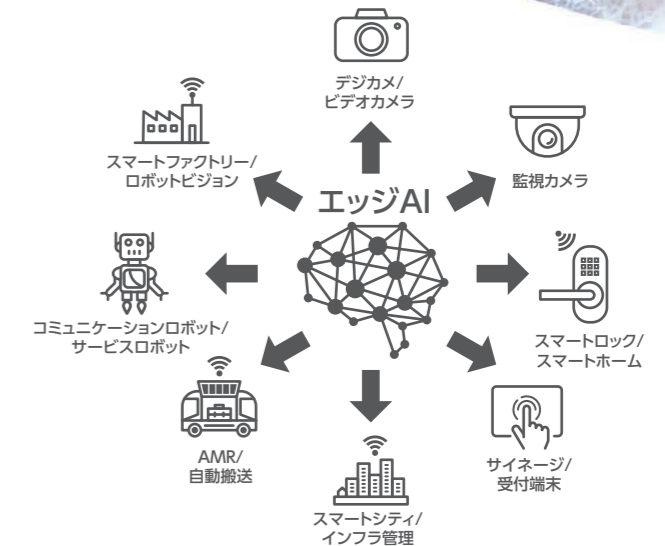 デジカメ/
ビデオカメラ
スマートファクトリー/
ロボットビジョン
監視カメラ
エッジAI
コミュニケーションロボット/
サービスロボット
スマートロック/
スマートホーム
AMR/
自動搬送
サイネージ/
受付端末
スマートシティ/
インフラ管理